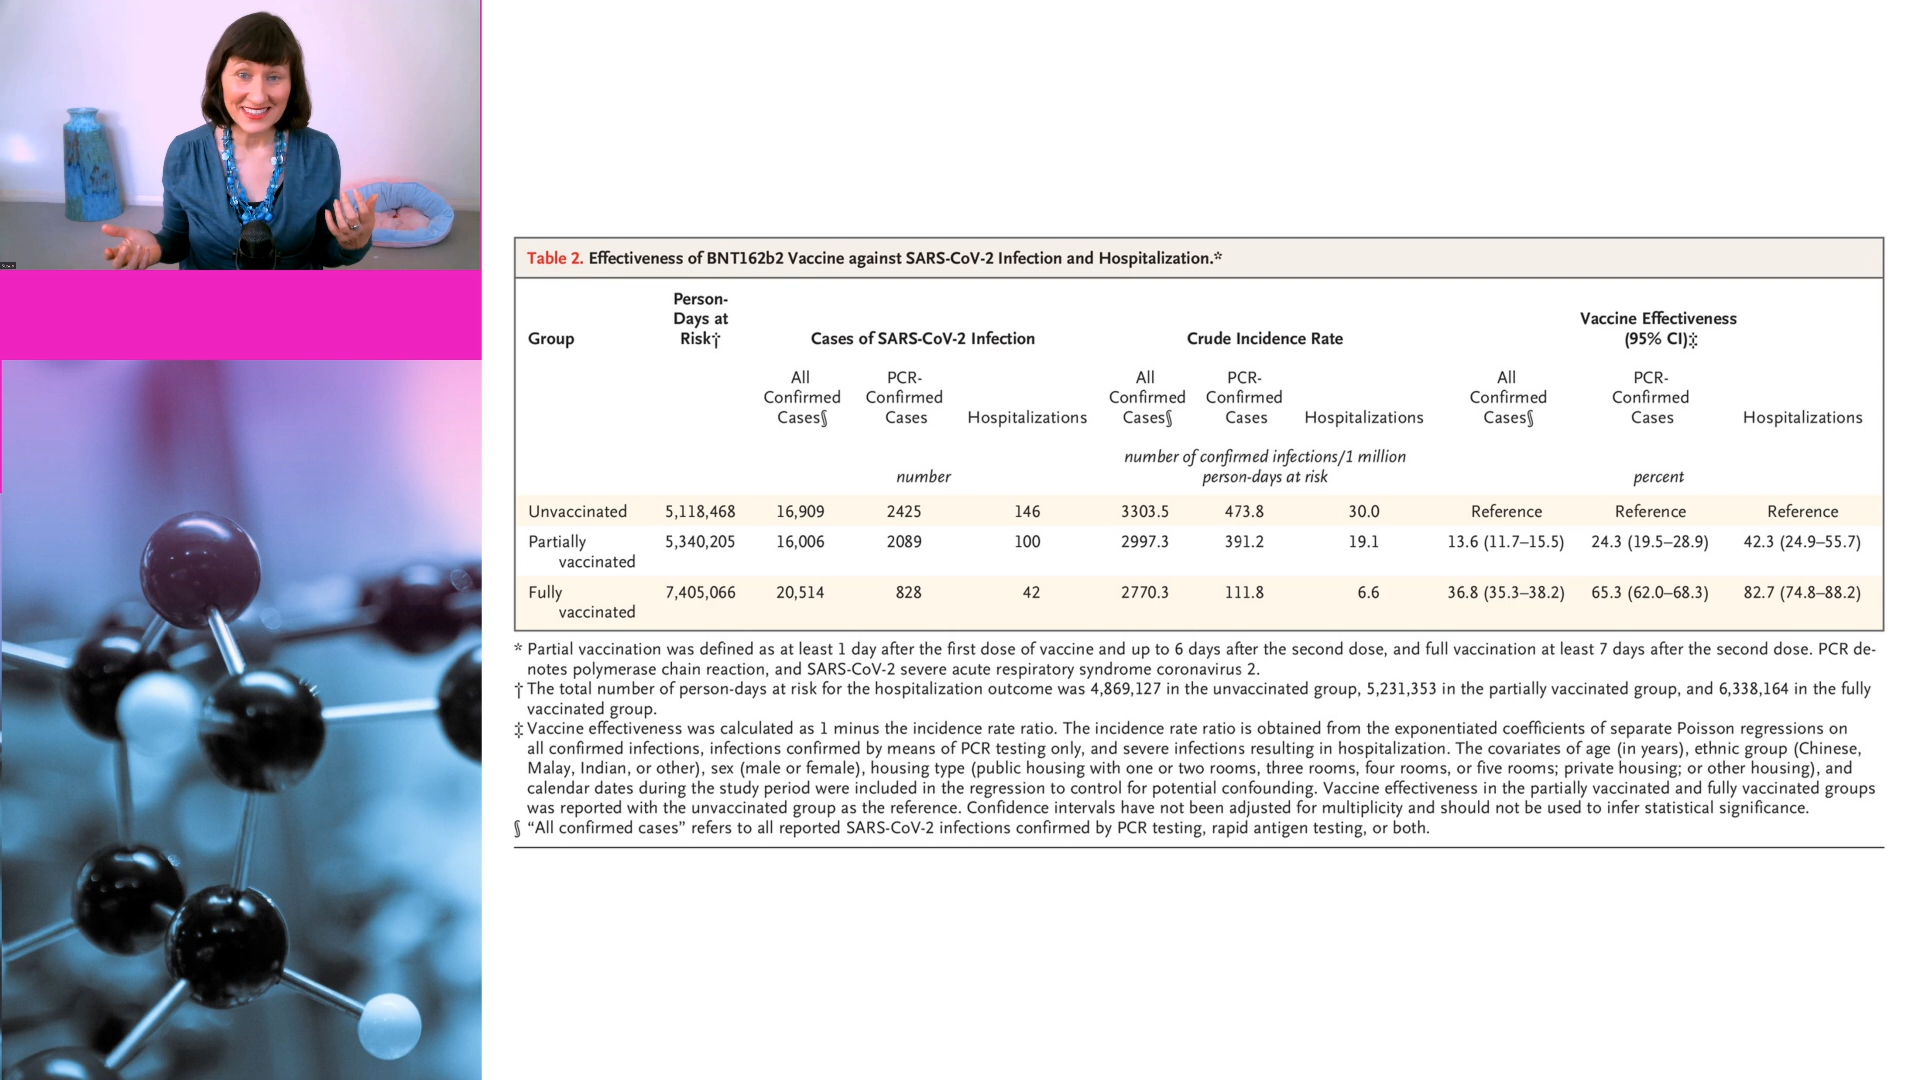 Table 2. Effectiveness of BNT162b2 Vaccine against SARS-CoV-2 Infection and Hospitalization.*
Group
Person-
Days at
Risk†
Cases of SARS-CoV-2 Infection
Crude Incidence Rate
Vaccine Effectiveness
(95% CI)‡
All
Confirmed
Cases§
PCR-
Confirmed
Cases
Hospitalizations
All
Confirmed
Cases§
PCR-
Confirmed
Cases
Hospitalizations
All
Confirmed
Cases§
PCR-
Confirmed
Cases
Hospitalizations
number
number of confirmed infections/1 million
person-days at risk
percent
Unvaccinated 5,118,468 16,909 2425 146 3303.5 473.8 30.0 Reference Reference Reference
Partially 5,340,205 16,006 2089 100 2997.3 391.2 19.1 13.6 (11.7–15.5) 24.3 (19.5–28.9) 42.3 (24.9–55.7)
vaccinated
Fully 7,405,066 20,514 828 42 2770.3 111.8 6.6 36.8 (35.3–38.2) 65.3 (62.0–68.3) 82.7 (74.8–88.2)
vaccinated
* Partial vaccination was defined as at least 1 day after the first dose of vaccine and up to 6 days after the second dose, and full vaccination at least 7 days after the second dose. PCR de-
notes polymerase chain reaction, and SARS-CoV-2 severe acute respiratory syndrome coronavirus 2.
† The total number of person-days at risk for the hospitalization outcome was 4,869,127 in the unvaccinated group, 5,231,353 in the partially vaccinated group, and 6,338,164 in the fully
vaccinated group.
‡ Vaccine effectiveness was calculated as 1 minus the incidence rate ratio. The incidence rate ratio is obtained from the exponentiated coefficients of separate Poisson regressions on
all confirmed infections, infections confirmed by means of PCR testing only, and severe infections resulting in hospitalization. The covariates of age (in years), ethnic group (Chinese,
Malay, Indian, or other), sex (male or female), housing type (public housing with one or two rooms, three rooms, four rooms, or five rooms; private housing; or other housing), and
calendar dates during the study period were included in the regression to control for potential confounding. Vaccine effectiveness in the partially vaccinated and fully vaccinated groups
was reported with the unvaccinated group as the reference. Confidence intervals have not been adjusted for multiplicity and should not be used to infer statistical significance.
§ “All confirmed cases” refers to all reported SARS-CoV-2 infections confirmed by PCR testing, rapid antigen testing, or both.